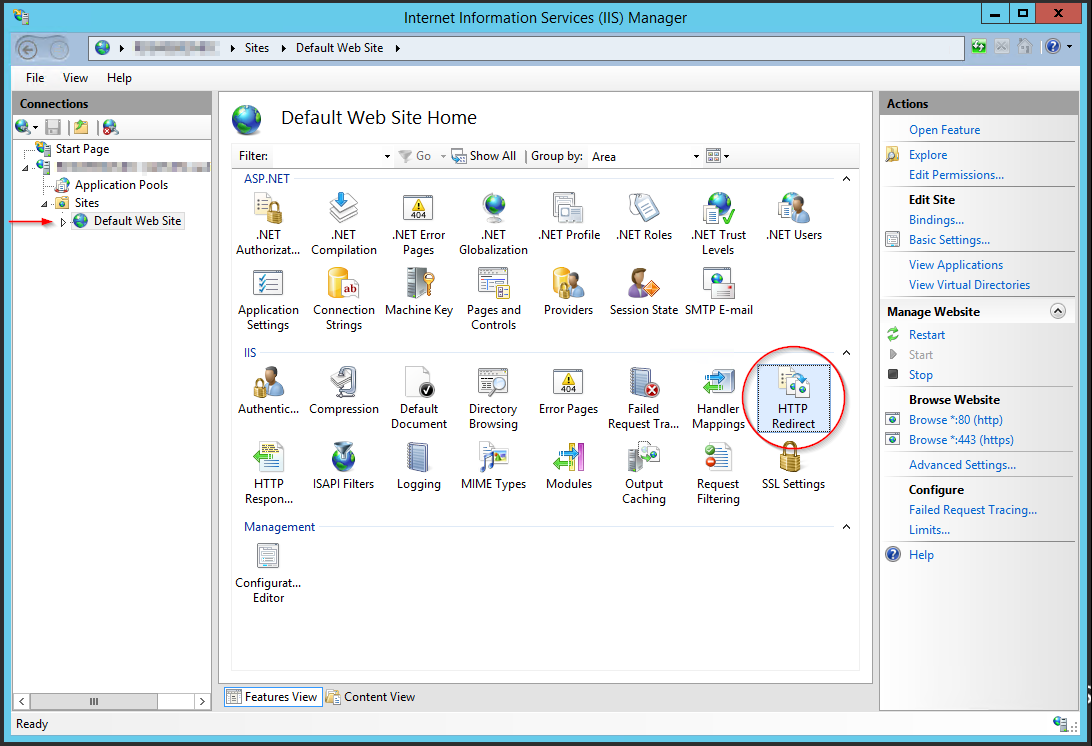 Internet Information Services (IIS) Manager
Sites
Default Web Site
File View Help
Connections
Start Page
Application Pools
Sites
Default Web Site
Default Web Site Home
Filter: Go Show All Group by: Area
ASP.NET
.NET Authorizat...
.NET Compilation
404
.NET Error Pages
.NET Globalization
.NET Profile
.NET Roles
.NET Trust Levels
.NET Users
Application Settings
ab
Connection Strings
Machine Key
Pages and Controls
Providers
Session State
SMTP E-mail
IIS
Authentic...
Compression
Default Document
Directory Browsing
404
Error Pages
Failed Request Tra...
Handler Mappings
HTTP Redirect
HTTP Respon...
ISAPI Filters
Logging
MIME Types
Modules
Output Caching
Request Filtering
SSL Settings
Management
Configurat... Editor
Features View
Content View
Actions
Open Feature
Explore
Edit Permissions...
Edit Site
Bindings...
Basic Settings...
View Applications
View Virtual Directories
Manage Website
Restart
Start
Stop
Browse Website
Browse *:80 (http)
Browse *:443 (https)
Advanced Settings...
Configure
Failed Request Tracing...
Limits...
Help
Ready